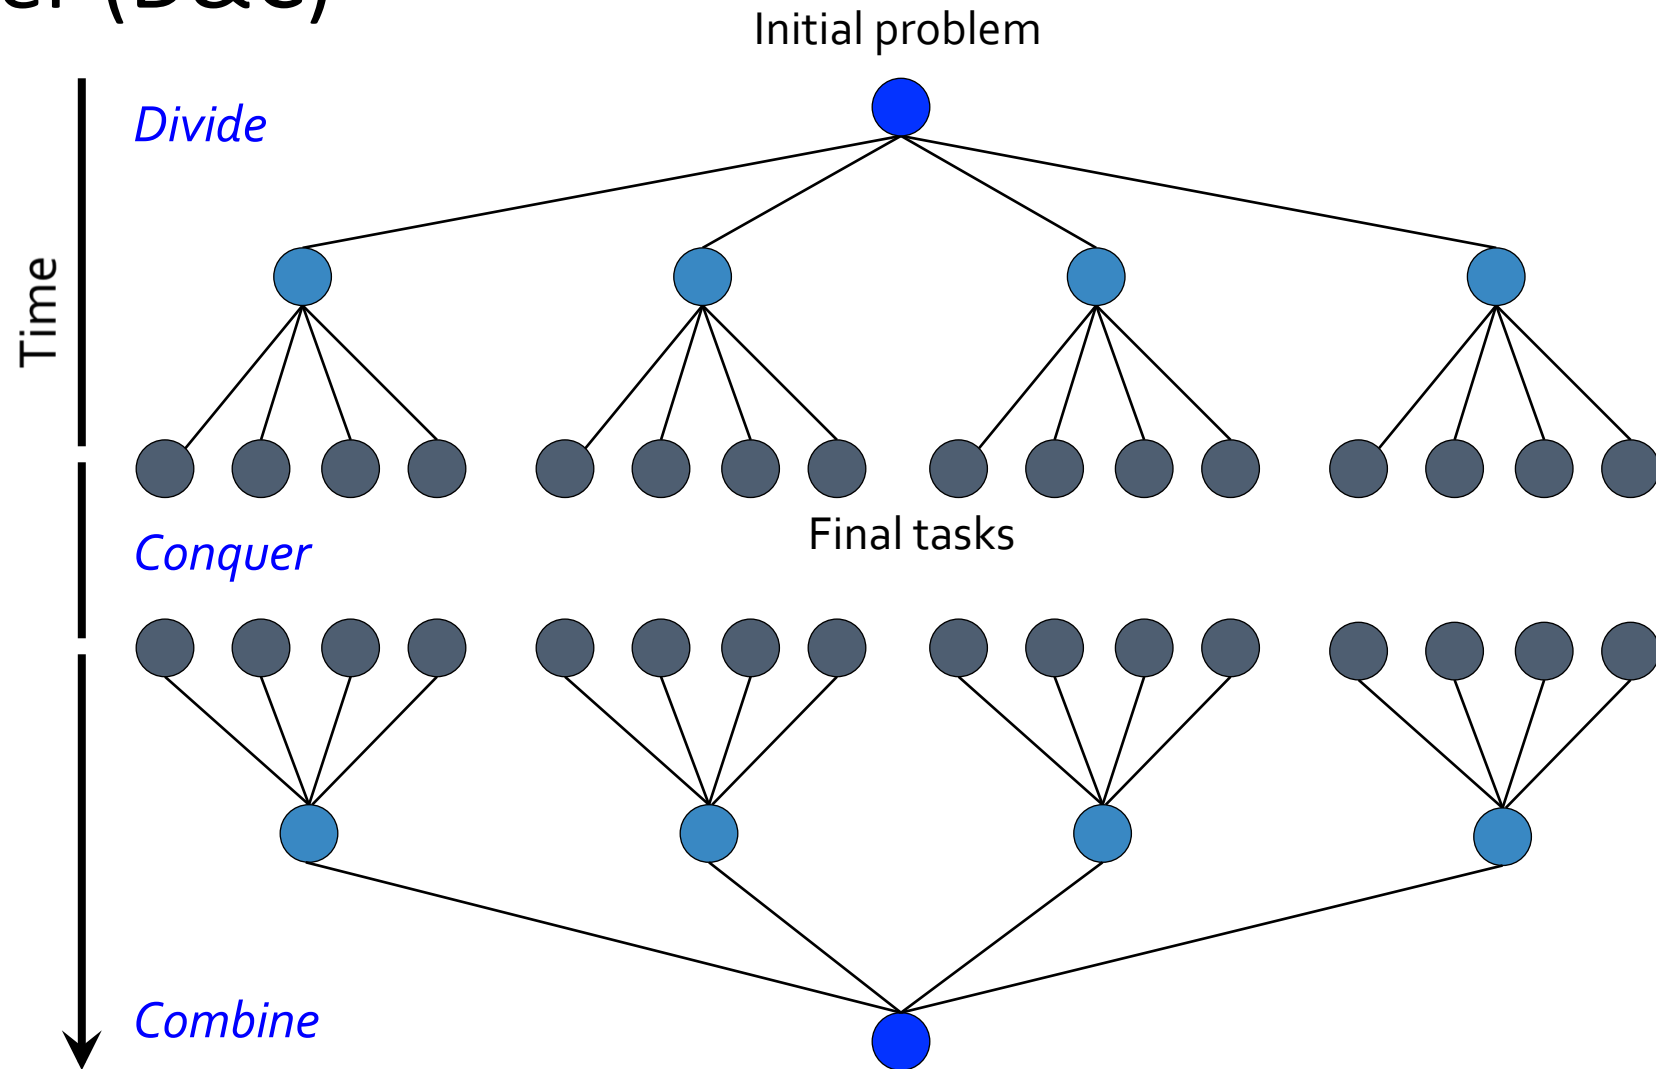 (D&C)
Initial problem
Divide
Time
Final tasks
Conquer
Combine